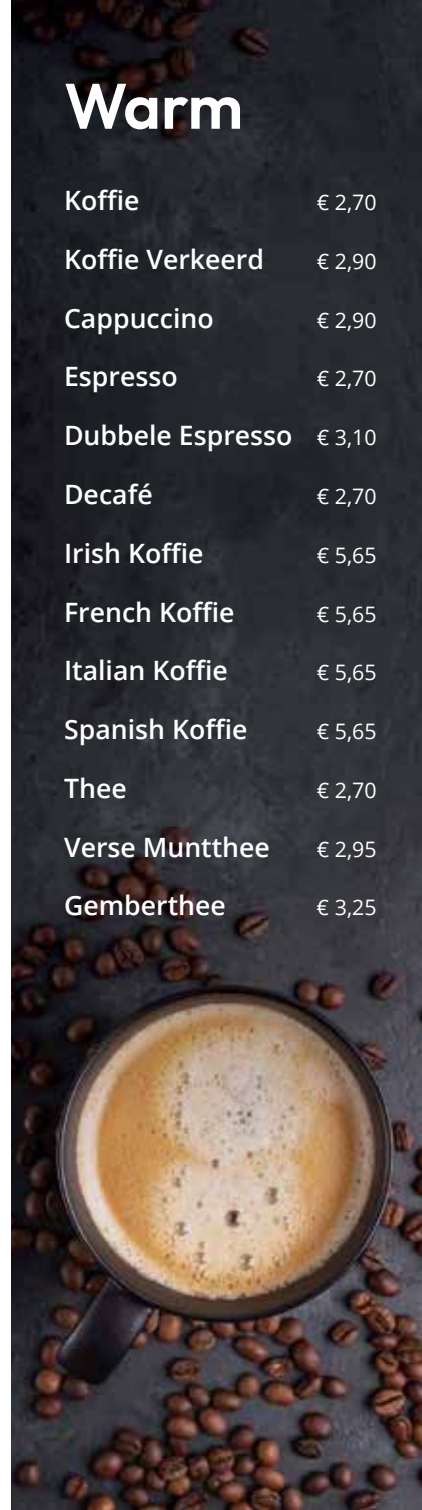 Warm
Koffie € 2,70
Koffie Verkeerd € 2,90
Cappuccino € 2,90
Espresso € 2,70
Dubbele Espresso € 3,10
Decafé € 2,70
Irish Koffie € 5,65
French Koffie € 5,65
Italian Koffie € 5,65
Spanish Koffie € 5,65
Thee € 2,70
Verse Muntthee € 2,95
Gemberthee € 3,25